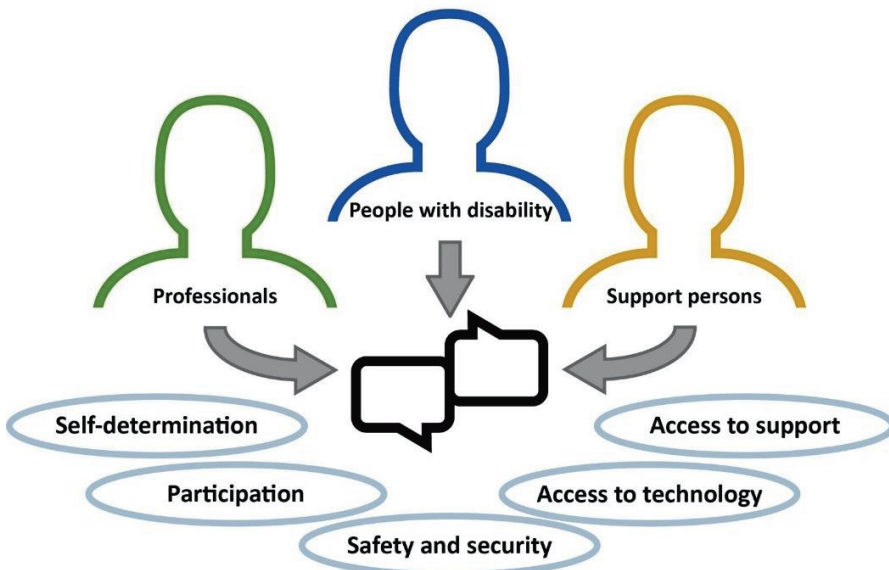 People with disability
Professionals
Support persons
Self-determination
Access to support
Participation
Access to technology
Safety and security